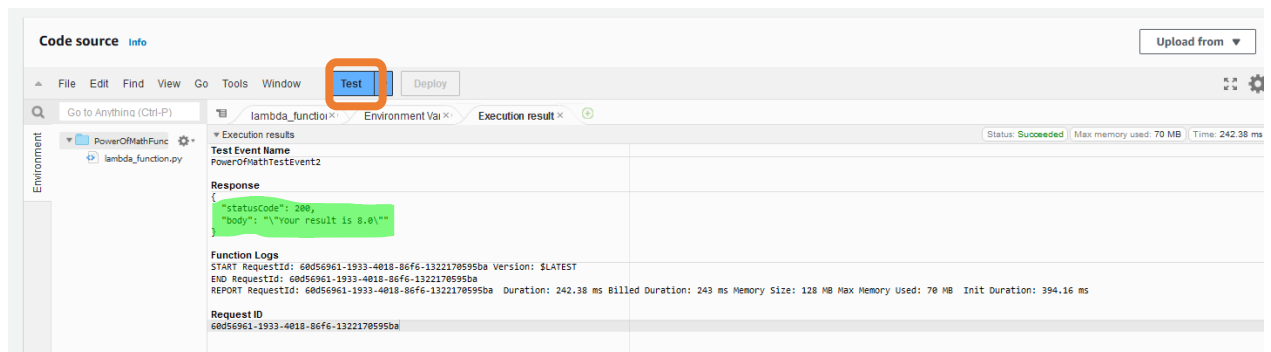 Code source Info
Upload from
File Edit Find View Go Tools Window Test Deploy
Go to Anything (Ctrl-P)
lambda_function Environment Var Execution result
Environment
PowerOfMathFunc
lambda_function.py
Execution results
Status: Succeeded Max memory used: 70 MB Time: 242.38 ms
Test Event Name
PowerOfMathTestEvent2
Response
{
"statusCode": 200,
"body": "\"Your result is 8.0\""
}
Function Logs
START RequestId: 60d56961-1933-4018-86f6-1322170595ba Version: $LATEST
END RequestId: 60d56961-1933-4018-86f6-1322170595ba
REPORT RequestId: 60d56961-1933-4018-86f6-1322170595ba Duration: 242.38 ms Billed Duration: 243 ms Memory Size: 128 MB Max Memory Used: 70 MB Init Duration: 394.16 ms
Request ID
60d56961-1933-4018-86f6-1322170595ba